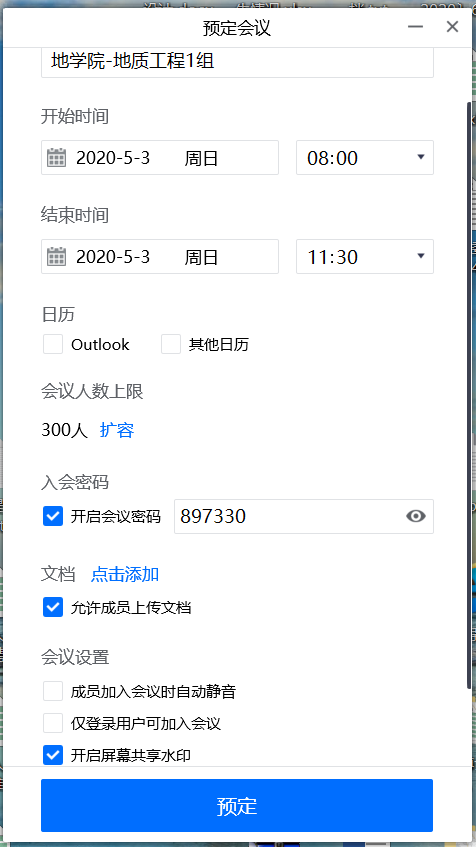 预定会议
地学院-地质工程1组
开始时间
2020-5-3 周日 08:00
结束时间
2020-5-3 周日 11:30
日历
Outlook 其他日历
会议人数上限
300人 扩容
入会密码
开启会议密码 897330
文档 点击添加
允许成员上传文档
会议设置
成员加入会议时自动静音
仅登录用户可加入会议
开启屏幕共享水印
预定